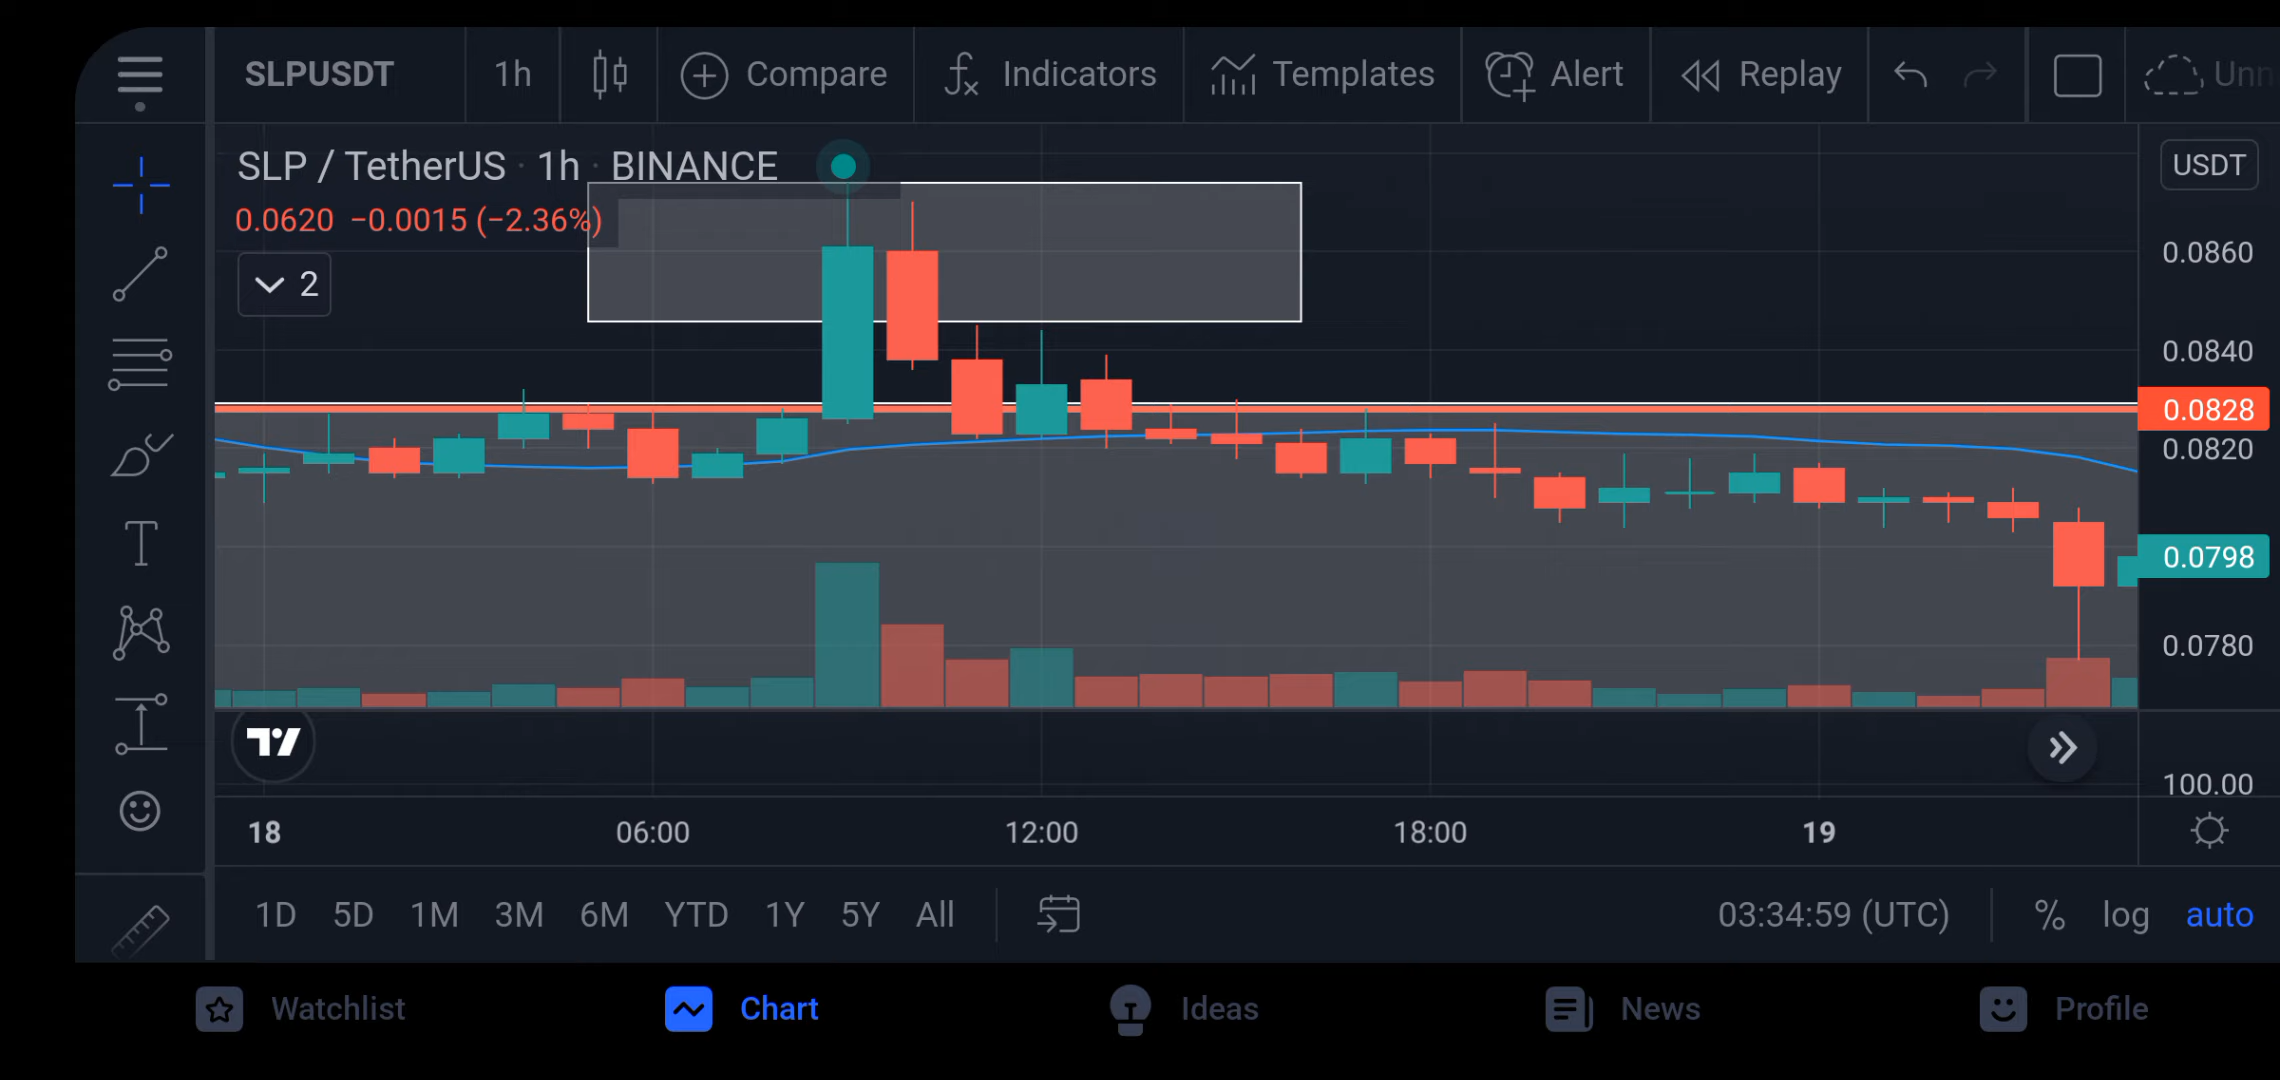 SLPUSDT 1h Compare Indicators Templates Alert Replay
SLP / TetherUS · 1h · BINANCE
USDT
0.0620 −0.0015 (−2.36%)
2
0.0860
0.0840
0.0828
0.0820
0.0798
0.0780
100.00
18 06:00 12:00 18:00 19
1D 5D 1M 3M 6M YTD 1Y 5Y All 03:34:59 (UTC) % log auto
Watchlist Chart Ideas News Profile